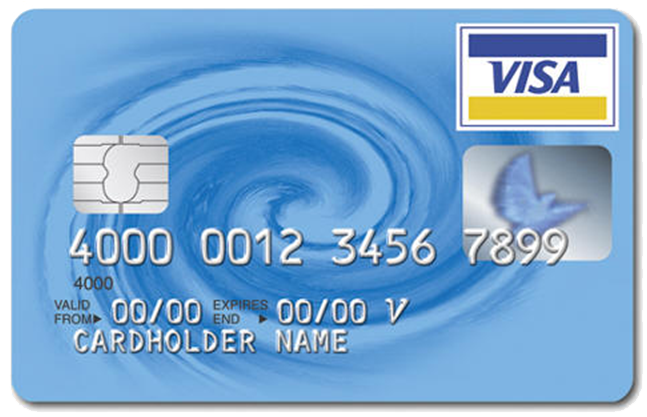 VISA
4000 0012 3456 7899
4000
VALID FROM▶ 00/00 EXPIRES END ▶ 00/00 V
CARDHOLDER NAME